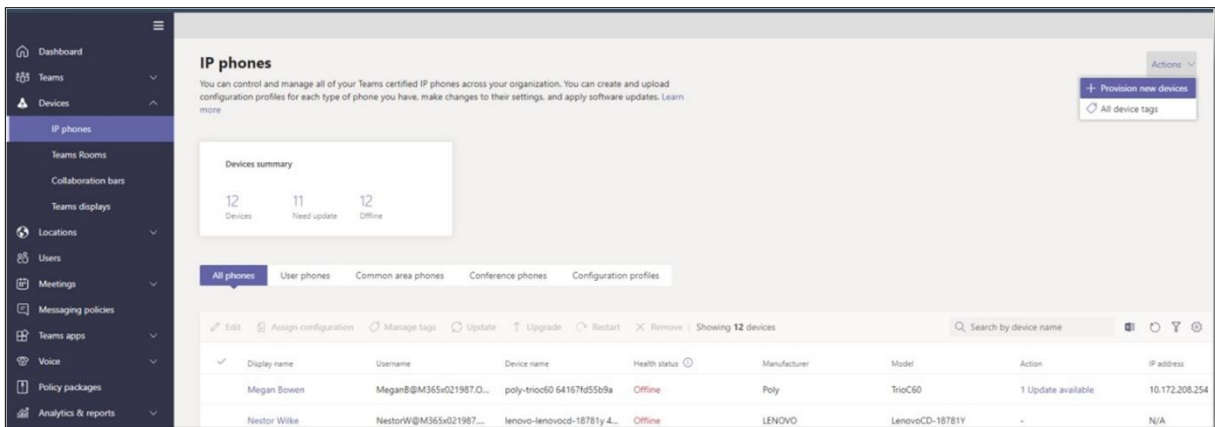 Dashboard
Teams
Devices
IP phones
Teams Rooms
Collaboration bars
Teams displays
Locations
Users
Meetings
Messaging policies
Teams apps
Voice
Policy packages
Analytics & reports
IP phones
You can control and manage all of your Teams certified IP phones across your organization. You can create and upload
configuration profiles for each type of phone you have, make changes to their settings, and apply software updates. Learn
more
Actions
+ Provision new devices
All device tags
Devices summary
12 11 12
Devices Need update Offline
All phones User phones Common area phones Conference phones Configuration profiles
Edit Assign configuration Manage tags Update Upgrade Restart Remove Showing 12 devices Search by device name
Display name Username Device name Health status Manufacturer Model Action IP address
Megan Bowen MeganB@M365x021987.O... poly-trioc60 64167fd55b9a Offline Poly TrioC60 1 Update available 10.172.208.254
Nestor Wilke NestorW@M365x021987.... lenovo-lenovocd-18781y 4... Offline LENOVO LenovoCD-18781Y - N/A